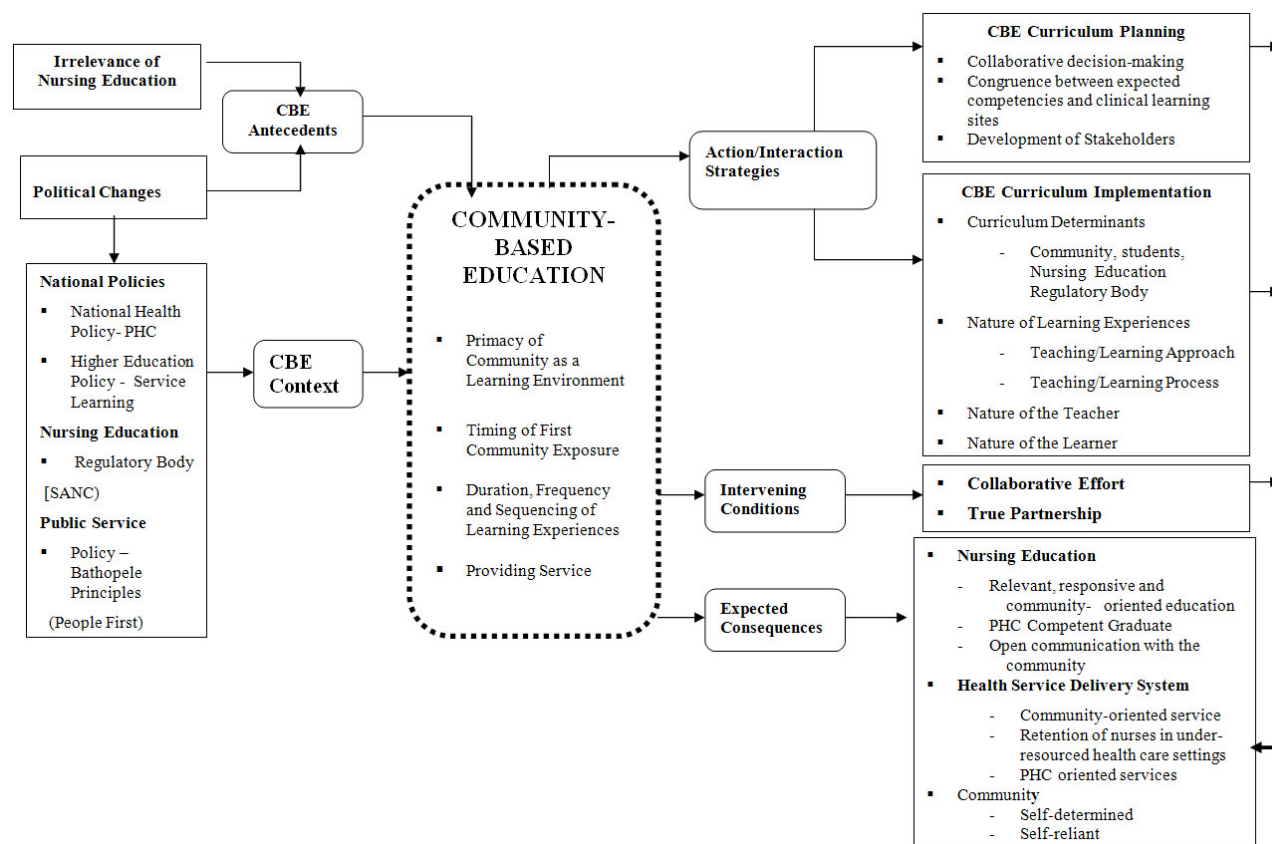 Irrelevance of
Nursing Education
CBE
Antecedents
Political Changes
National Policies
▪ National Health
Policy- PHC
▪ Higher Education
Policy - Service
Learning
Nursing Education
▪ Regulatory Body
[SANC)
Public Service
▪ Policy –
Bathopele
Principles
(People First)
CBE
Context
COMMUNITY-
BASED
EDUCATION
▪ Primacy of
Community as a
Learning Environment
▪ Timing of First
Community Exposure
▪ Duration, Frequency
and Sequencing of
Learning Experiences
▪ Providing Service
Action/Interaction
Strategies
Intervening
Conditions
Expected
Consequences
CBE Curriculum Planning
▪ Collaborative decision-making
▪ Congruence between expected
competencies and clinical learning
sites
▪ Development of Stakeholders
CBE Curriculum Implementation
▪ Curriculum Determinants
- Community, students,
Nursing Education
Regulatory Body
▪ Nature of Learning Experiences
- Teaching/Learning Approach
- Teaching/Learning Process
▪ Nature of the Teacher
▪ Nature of the Learner
▪ Collaborative Effort
▪ True Partnership
▪ Nursing Education
- Relevant, responsive and
community- oriented education
- PHC Competent Graduate
- Open communication with the
community
▪ Health Service Delivery System
- Community-oriented service
- Retention of nurses in under-
resourced health care settings
- PHC oriented services
▪ Community
- Self-determined
- Self-reliant